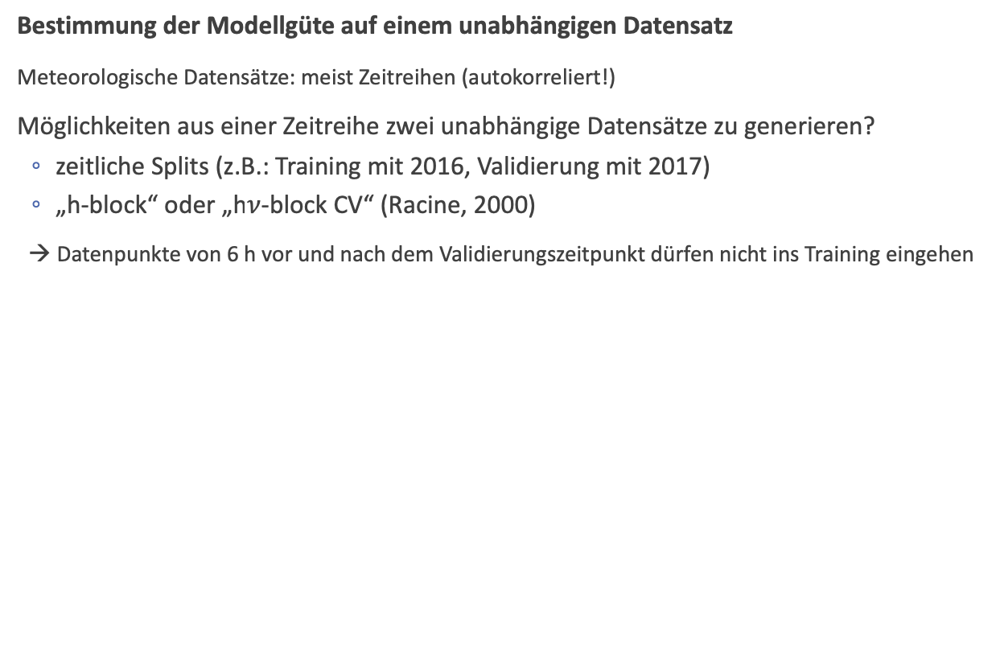 Bestimmung der Modellgüte auf einem unabhängigen Datensatz
Meteorologische Datensätze: meist Zeitreihen (autokorreliert!)
Möglichkeiten aus einer Zeitreihe zwei unabhängige Datensätze zu generieren?
° zeitliche Splits (z.B.: Training mit 2016, Validierung mit 2017)
° „h-block“ oder „hν-block CV“ (Racine, 2000)
→ Datenpunkte von 6 h vor und nach dem Validierungszeitpunkt dürfen nicht ins Training eingehen